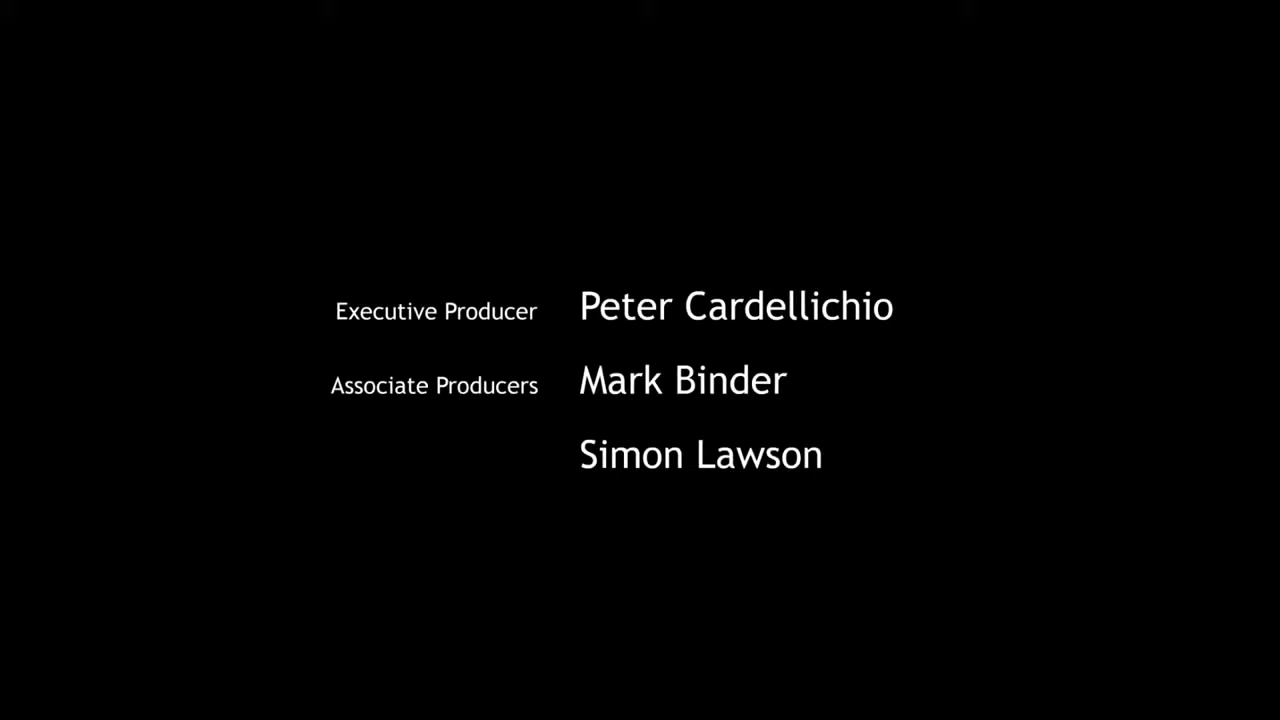 Executive Producer Peter Cardellichio
Associate Producers Mark Binder
Simon Lawson